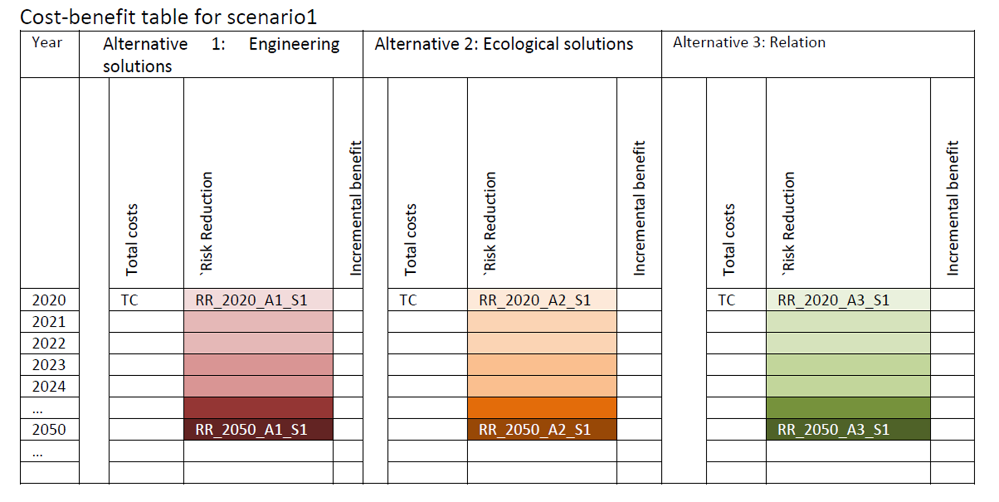 Cost-benefit table for scenario1
Year Alternative 1: Engineering solutions Alternative 2: Ecological solutions Alternative 3: Relation
Total costs `Risk Reduction Incremental benefit Total costs `Risk Reduction Incremental benefit Total costs `Risk Reduction Incremental benefit
2020 TC RR_2020_A1_S1 TC RR_2020_A2_S1 TC RR_2020_A3_S1
2021
2022
2023
2024
...
2050 RR_2050_A1_S1 RR_2050_A2_S1 RR_2050_A3_S1
...